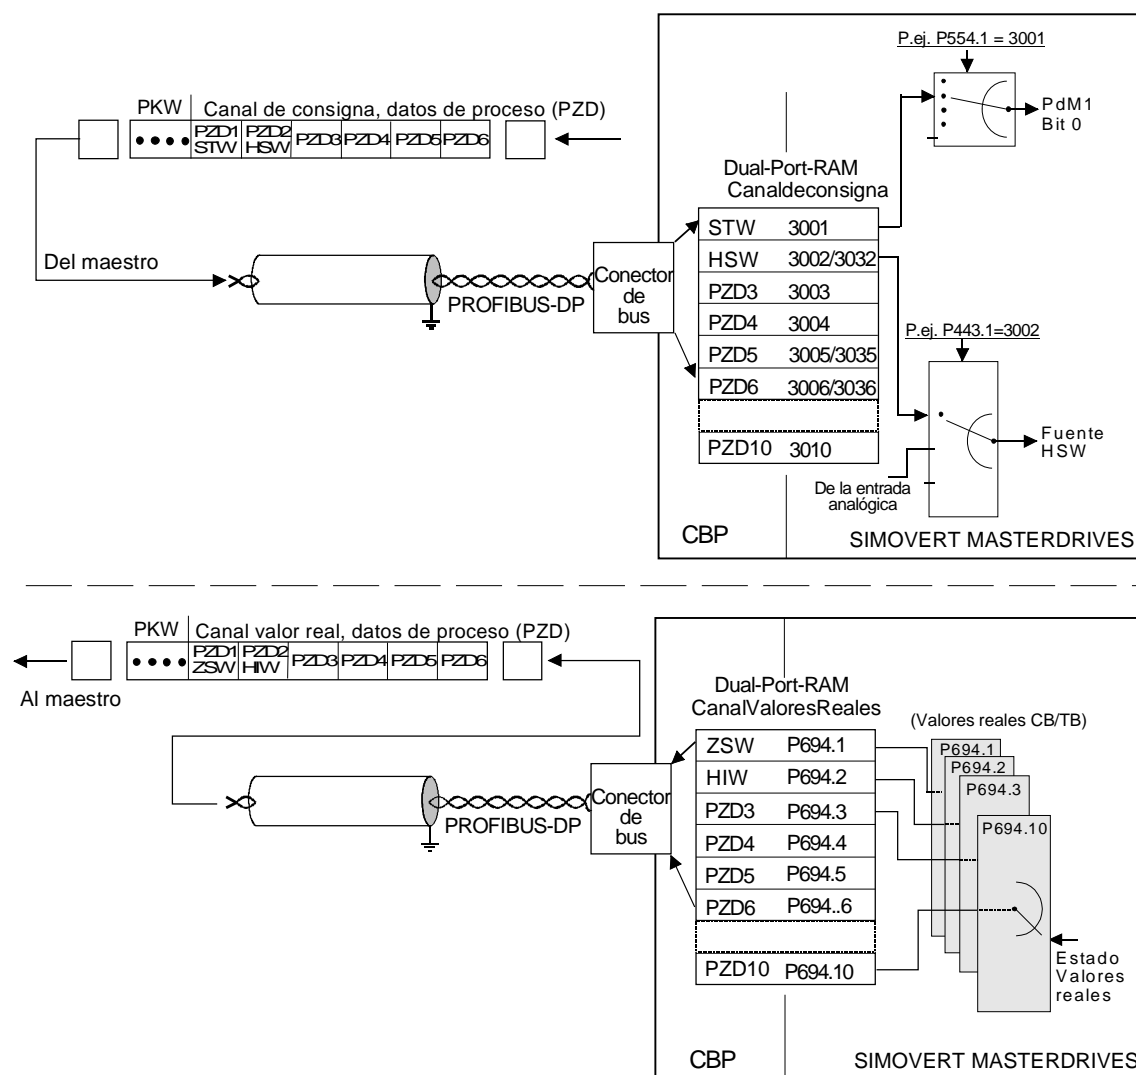 P.ej. P554.1 = 3001
PdM1
Bit 0
PKW Canal de consigna, datos de proceso (PZD)
PZD1 STW PZD2 HSW PZD3 PZD4 PZD5 PZD6
Dual-Port-RAM
Canaldeconsigna
STW 3001
HSW 3002/3032
PZD3 3003
PZD4 3004
PZD5 3005/3035
PZD6 3006/3036
PZD10 3010
Del maestro
PROFIBUS-DP
Conector
de
bus
P.ej. P443.1=3002
Fuente
HSW
De la entrada
analógica
CBP
SIMOVERT MASTERDRIVES
PKW Canal valor real, datos de proceso (PZD)
PZD1 ZSW PZD2 HIW PZD3 PZD4 PZD5 PZD6
Al maestro
PROFIBUS-DP
Conector
de
bus
Dual-Port-RAM
CanalValoresReales
ZSW P694.1
HIW P694.2
PZD3 P694.3
PZD4 P694.4
PZD5 P694.5
PZD6 P694..6
PZD10 P694.10
(Valores reales CB/TB)
P694.1
P694.2
P694.3
P694.10
Estado
Valores
reales
CBP
SIMOVERT MASTERDRIVES